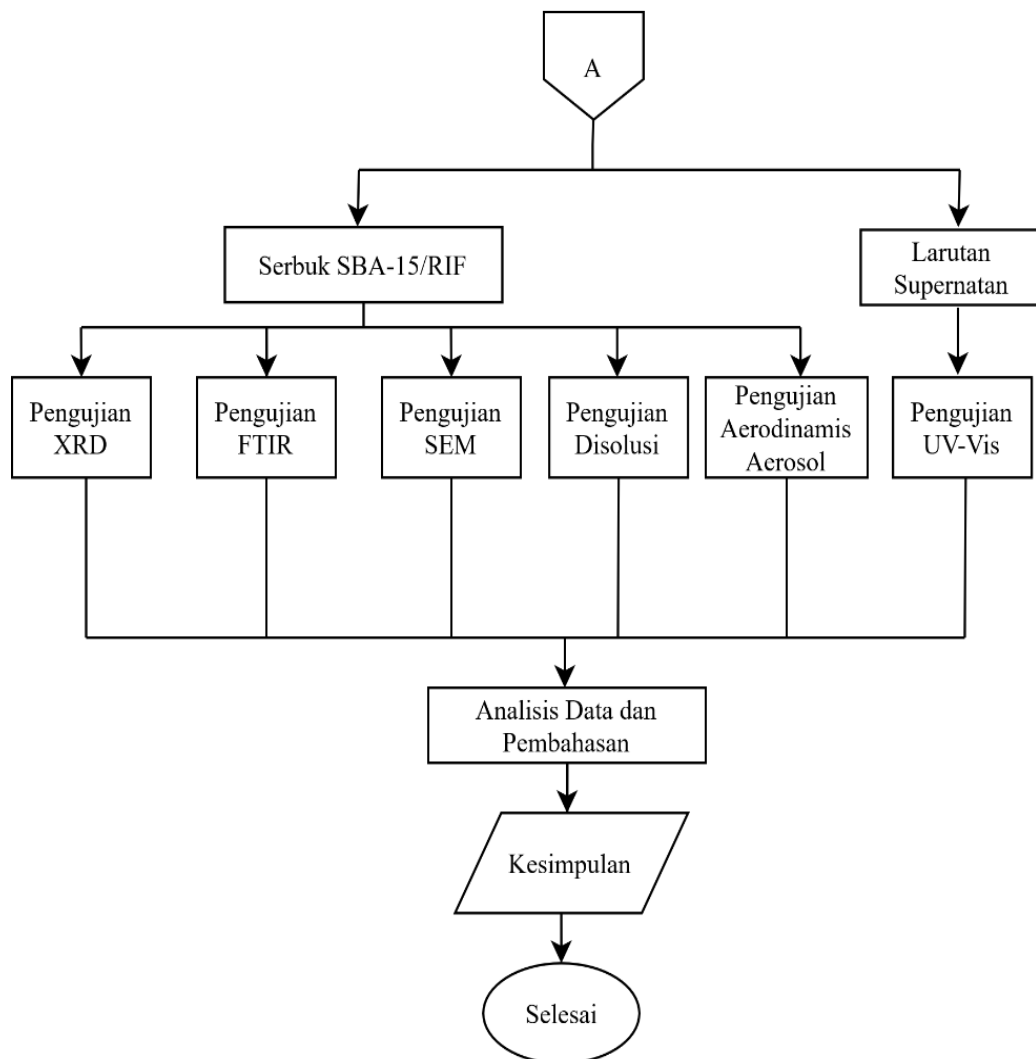 A
Serbuk SBA-15/RIF
Larutan
Supernatan
Pengujian
XRD
Pengujian
FTIR
Pengujian
SEM
Pengujian
Disolusi
Pengujian
Aerodinamis
Aerosol
Pengujian
UV-Vis
Analisis Data dan
Pembahasan
Kesimpulan
Selesai